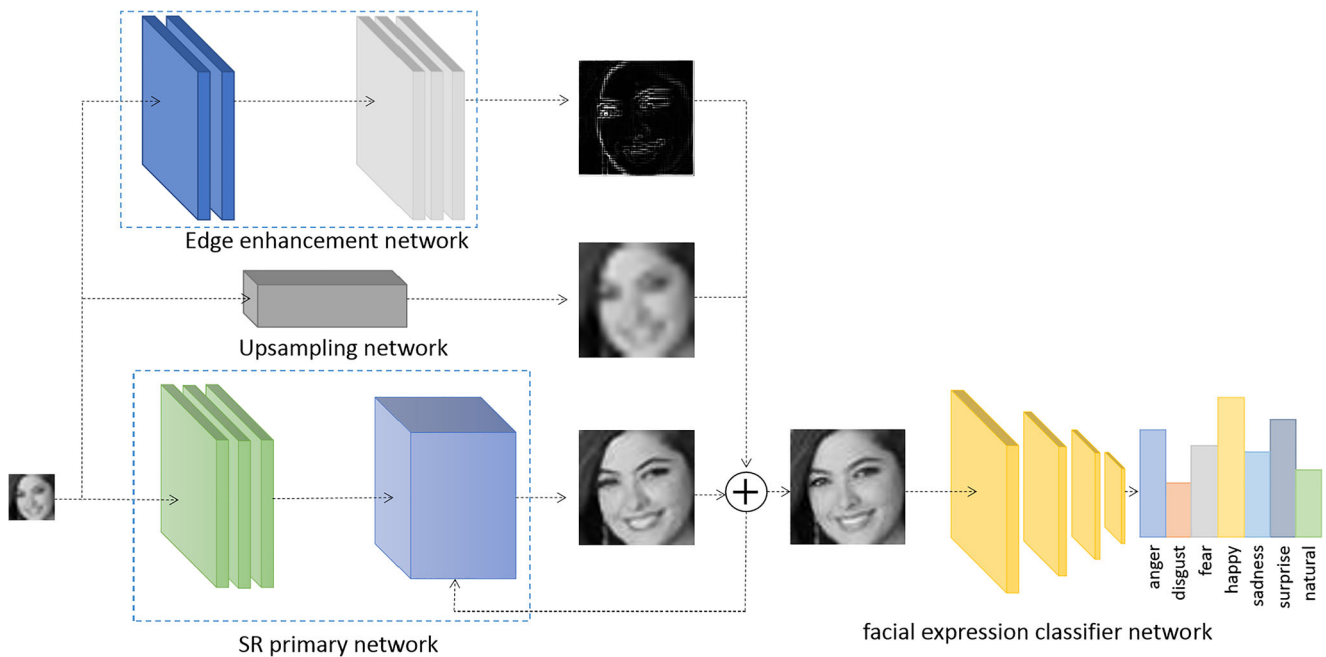 Edge enhancement network
Upsampling network
SR primary network
anger
disgust
fear
happy
sadness
surprise
natural
facial expression classifier network